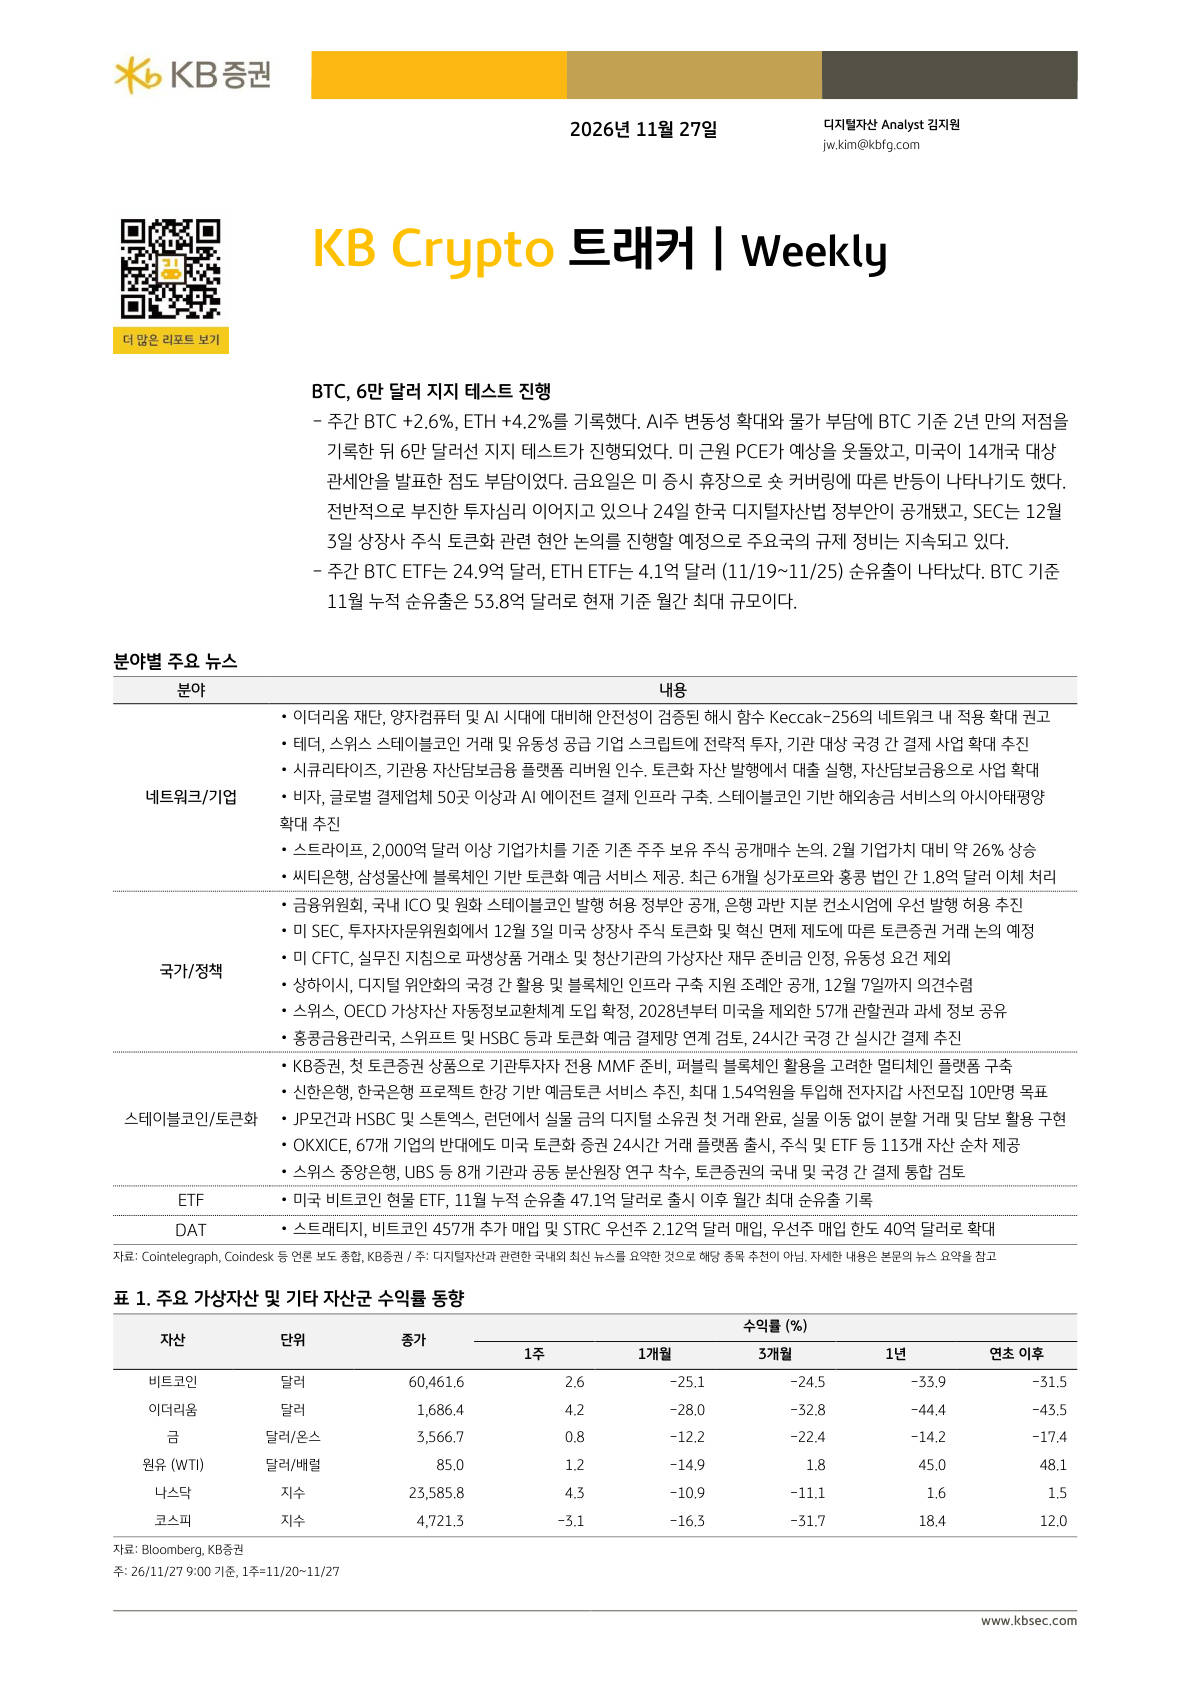 KB증권
2026년 11월 27일
디지털자산 Analyst 김지원
jw.kim@kbfg.com
더 많은 리포트 보기
KB Crypto 트래커 | Weekly
BTC, 6만 달러 지지 테스트 진행
– 주간 BTC +2.6%, ETH +4.2%를 기록했다. AI주 변동성 확대와 물가 부담에 BTC 기준 2년 만의 저점을
기록한 뒤 6만 달러선 지지 테스트가 진행되었다. 미 근원 PCE가 예상을 웃돌았고, 미국이 14개국 대상
관세안을 발표한 점도 부담이었다. 금요일은 미 증시 휴장으로 숏 커버링에 따른 반등이 나타나기도 했다.
전반적으로 부진한 투자심리 이어지고 있으나 24일 한국 디지털자산법 정부안이 공개됐고, SEC는 12월
3일 상장사 주식 토큰화 관련 현안 논의를 진행할 예정으로 주요국의 규제 정비는 지속되고 있다.
– 주간 BTC ETF는 24.9억 달러, ETH ETF는 4.1억 달러 (11/19~11/25) 순유출이 나타났다. BTC 기준
11월 누적 순유출은 53.8억 달러로 현재 기준 월간 최대 규모이다.
분야별 주요 뉴스
분야 내용
• 이더리움 재단, 양자컴퓨터 및 AI 시대에 대비해 안전성이 검증된 해시 함수 Keccak-256의 네트워크 내 적용 확대 권고
• 테더, 스위스 스테이블코인 거래 및 유동성 공급 기업 스크립트에 전략적 투자, 기관 대상 국경 간 결제 사업 확대 추진
• 시큐리타이즈, 기관용 자산담보금융 플랫폼 리버원 인수. 토큰화 자산 발행에서 대출 실행, 자산담보금융으로 사업 확대
네트워크/기업 • 비자, 글로벌 결제업체 50곳 이상과 AI 에이전트 결제 인프라 구축. 스테이블코인 기반 해외송금 서비스의 아시아태평양
확대 추진
• 스트라이프, 2,000억 달러 이상 기업가치를 기준 기존 주주 보유 주식 공개매수 논의. 2월 기업가치 대비 약 26% 상승
• 씨티은행, 삼성물산에 블록체인 기반 토큰화 예금 서비스 제공. 최근 6개월 싱가포르와 홍콩 법인 간 1.8억 달러 이체 처리
• 금융위원회, 국내 ICO 및 원화 스테이블코인 발행 허용 정부안 공개, 은행 과반 지분 컨소시엄에 우선 발행 허용 추진
• 미 SEC, 투자자자문위원회에서 12월 3일 미국 상장사 주식 토큰화 및 혁신 면제 제도에 따른 토큰증권 거래 논의 예정
• 미 CFTC, 실무진 지침으로 파생상품 거래소 및 청산기관의 가상자산 재무 준비금 인정, 유동성 요건 제외
국가/정책
• 상하이시, 디지털 위안화의 국경 간 활용 및 블록체인 인프라 구축 지원 조례안 공개, 12월 7일까지 의견수렴
• 스위스, OECD 가상자산 자동정보교환체계 도입 확정, 2028년부터 미국을 제외한 57개 관할권과 과세 정보 공유
• 홍콩금융관리국, 스위프트 및 HSBC 등과 토큰화 예금 결제망 연계 검토, 24시간 국경 간 실시간 결제 추진
• KB증권, 첫 토큰증권 상품으로 기관투자자 전용 MMF 준비, 퍼블릭 블록체인 활용을 고려한 멀티체인 플랫폼 구축
• 신한은행, 한국은행 프로젝트 한강 기반 예금토큰 서비스 추진, 최대 1.54억원을 투입해 전자지갑 사전모집 10만명 목표
스테이블코인/토큰화 • JP모건과 HSBC 및 스톤엑스, 런던에서 실물 금의 디지털 소유권 첫 거래 완료, 실물 이동 없이 분할 거래 및 담보 활용 구현
• OKXICE, 67개 기업의 반대에도 미국 토큰화 증권 24시간 거래 플랫폼 출시, 주식 및 ETF 등 113개 자산 순차 제공
• 스위스 중앙은행, UBS 등 8개 기관과 공동 분산원장 연구 착수, 토큰증권의 국내 및 국경 간 결제 통합 검토
ETF • 미국 비트코인 현물 ETF, 11월 누적 순유출 47.1억 달러로 출시 이후 월간 최대 순유출 기록
DAT • 스트래티지, 비트코인 457개 추가 매입 및 STRC 우선주 2.12억 달러 매입, 우선주 매입 한도 40억 달러로 확대
자료: Cointelegraph, Coindesk 등 언론 보도 종합, KB증권 / 주: 디지털자산과 관련한 국내외 최신 뉴스를 요약한 것으로 해당 종목 추천이 아님. 자세한 내용은 본문의 뉴스 요약을 참고
표 1. 주요 가상자산 및 기타 자산군 수익률 동향
자산 단위 종가 수익률 (%)
1주 1개월 3개월 1년 연초 이후
비트코인 달러 60,461.6 2.6 -25.1 -24.5 -33.9 -31.5
이더리움 달러 1,686.4 4.2 -28.0 -32.8 -44.4 -43.5
금 달러/온스 3,566.7 0.8 -12.2 -22.4 -14.2 -17.4
원유 (WTI) 달러/배럴 85.0 1.2 -14.9 1.8 45.0 48.1
나스닥 지수 23,585.8 4.3 -10.9 -11.1 1.6 1.5
코스피 지수 4,721.3 -3.1 -16.3 -31.7 18.4 12.0
자료: Bloomberg, KB증권
주: 26/11/27 9:00 기준, 1주=11/20~11/27
www.kbsec.com